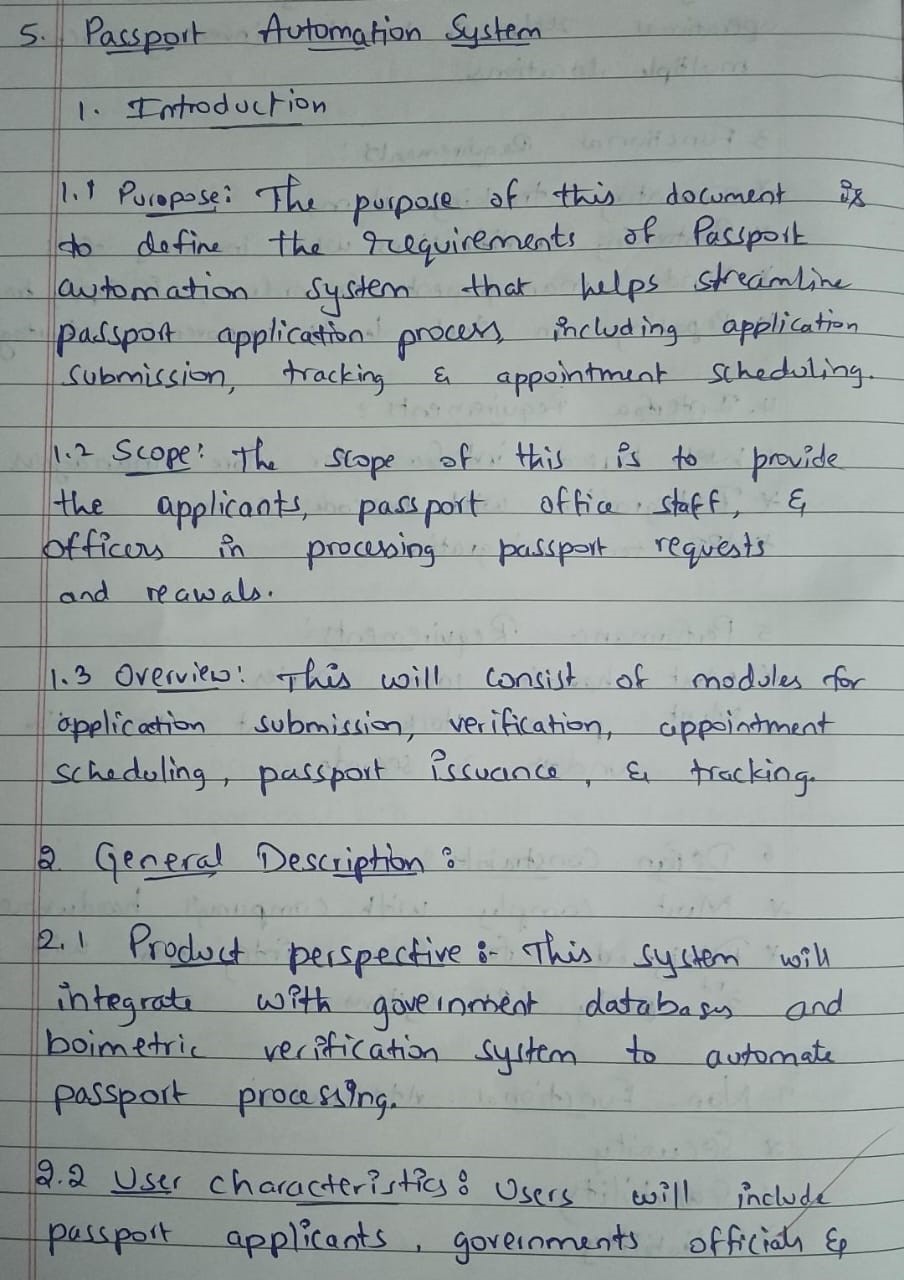 5. Passport Automation System
1. Introduction
1.1 Puropose: The purpose of this document is
to define the requirements of Passport
automation system that helps streamline
passport application process, including application
submission, tracking & appointment scheduling.
1.2 Scope: The scope of this is to provide
the applicants, passport office staff, &
officers in processing passport requests
and reawals.
1.3 Overview: This will consist of modules for
application submission, verification, appointment
scheduling, passport issuance, & tracking.
2 General Description:
2.1 Product perspective:- This system will
integrate with government databases and
boimetric verification system to automate
passport processing.
2.2 User characteristics: Users will include
passport applicants, governments officials &